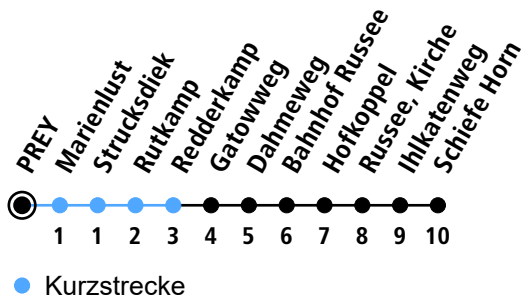 PREY
Marienlust
Strucksdiek
Rutkamp
Redderkamp
Gatowweg
Dahmeweg
Bahnhof Russee
Hofkoppel
Russee, Kirche
Ihlkatenweg
Schiefe Horn
1 1 2 3 4 5 6 7 8 9 10
Kurzstrecke